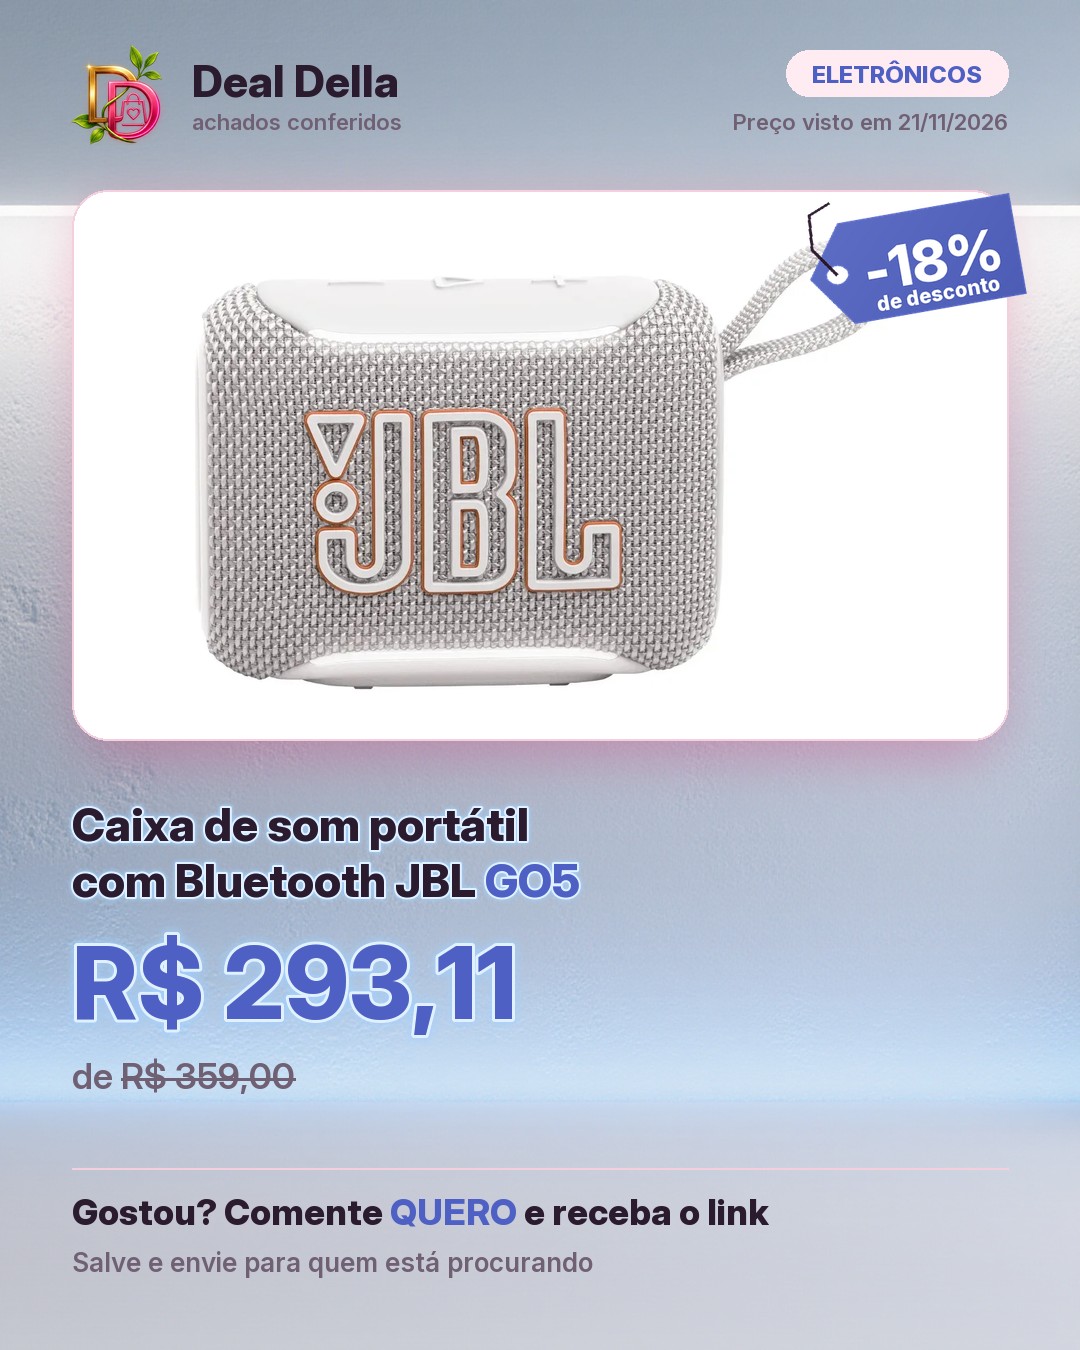 Deal Della
achados conferidos
ELETRÔNICOS
Preço visto em 21/11/2026
-18%
de desconto
JBL
Caixa de som portátil
com Bluetooth JBL GO5
R$ 293,11
de R$ 359,00
Gostou? Comente QUERO e receba o link
Salve e envie para quem está procurando